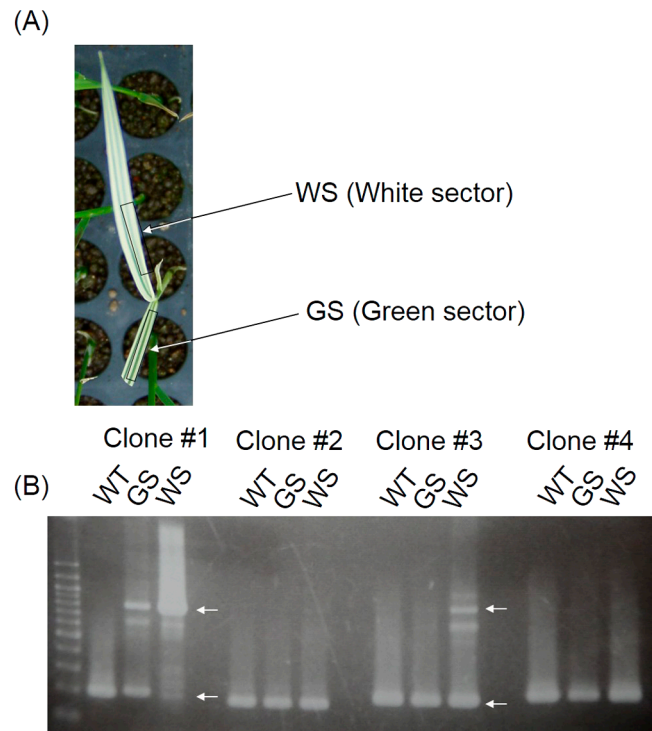 (A)
WS (White sector)
GS (Green sector)
Clone #1 Clone #2 Clone #3 Clone #4
(B) WT GS WS WT GS WS WT GS WS WT GS WS